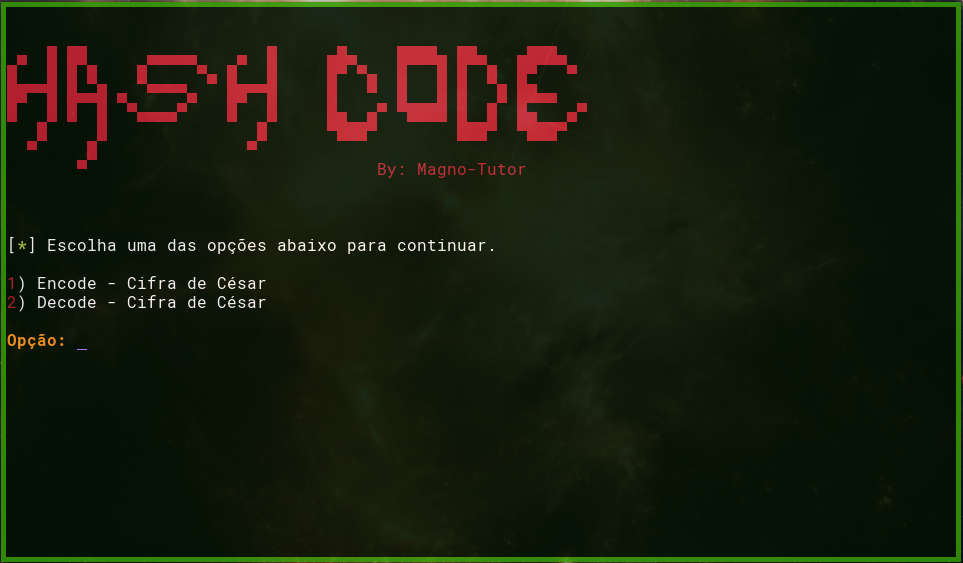 HASH CODE
By: Magno-Tutor
[*] Escolha uma das opções abaixo para continuar.
1) Encode - Cifra de César
2) Decode - Cifra de César
Opção: _